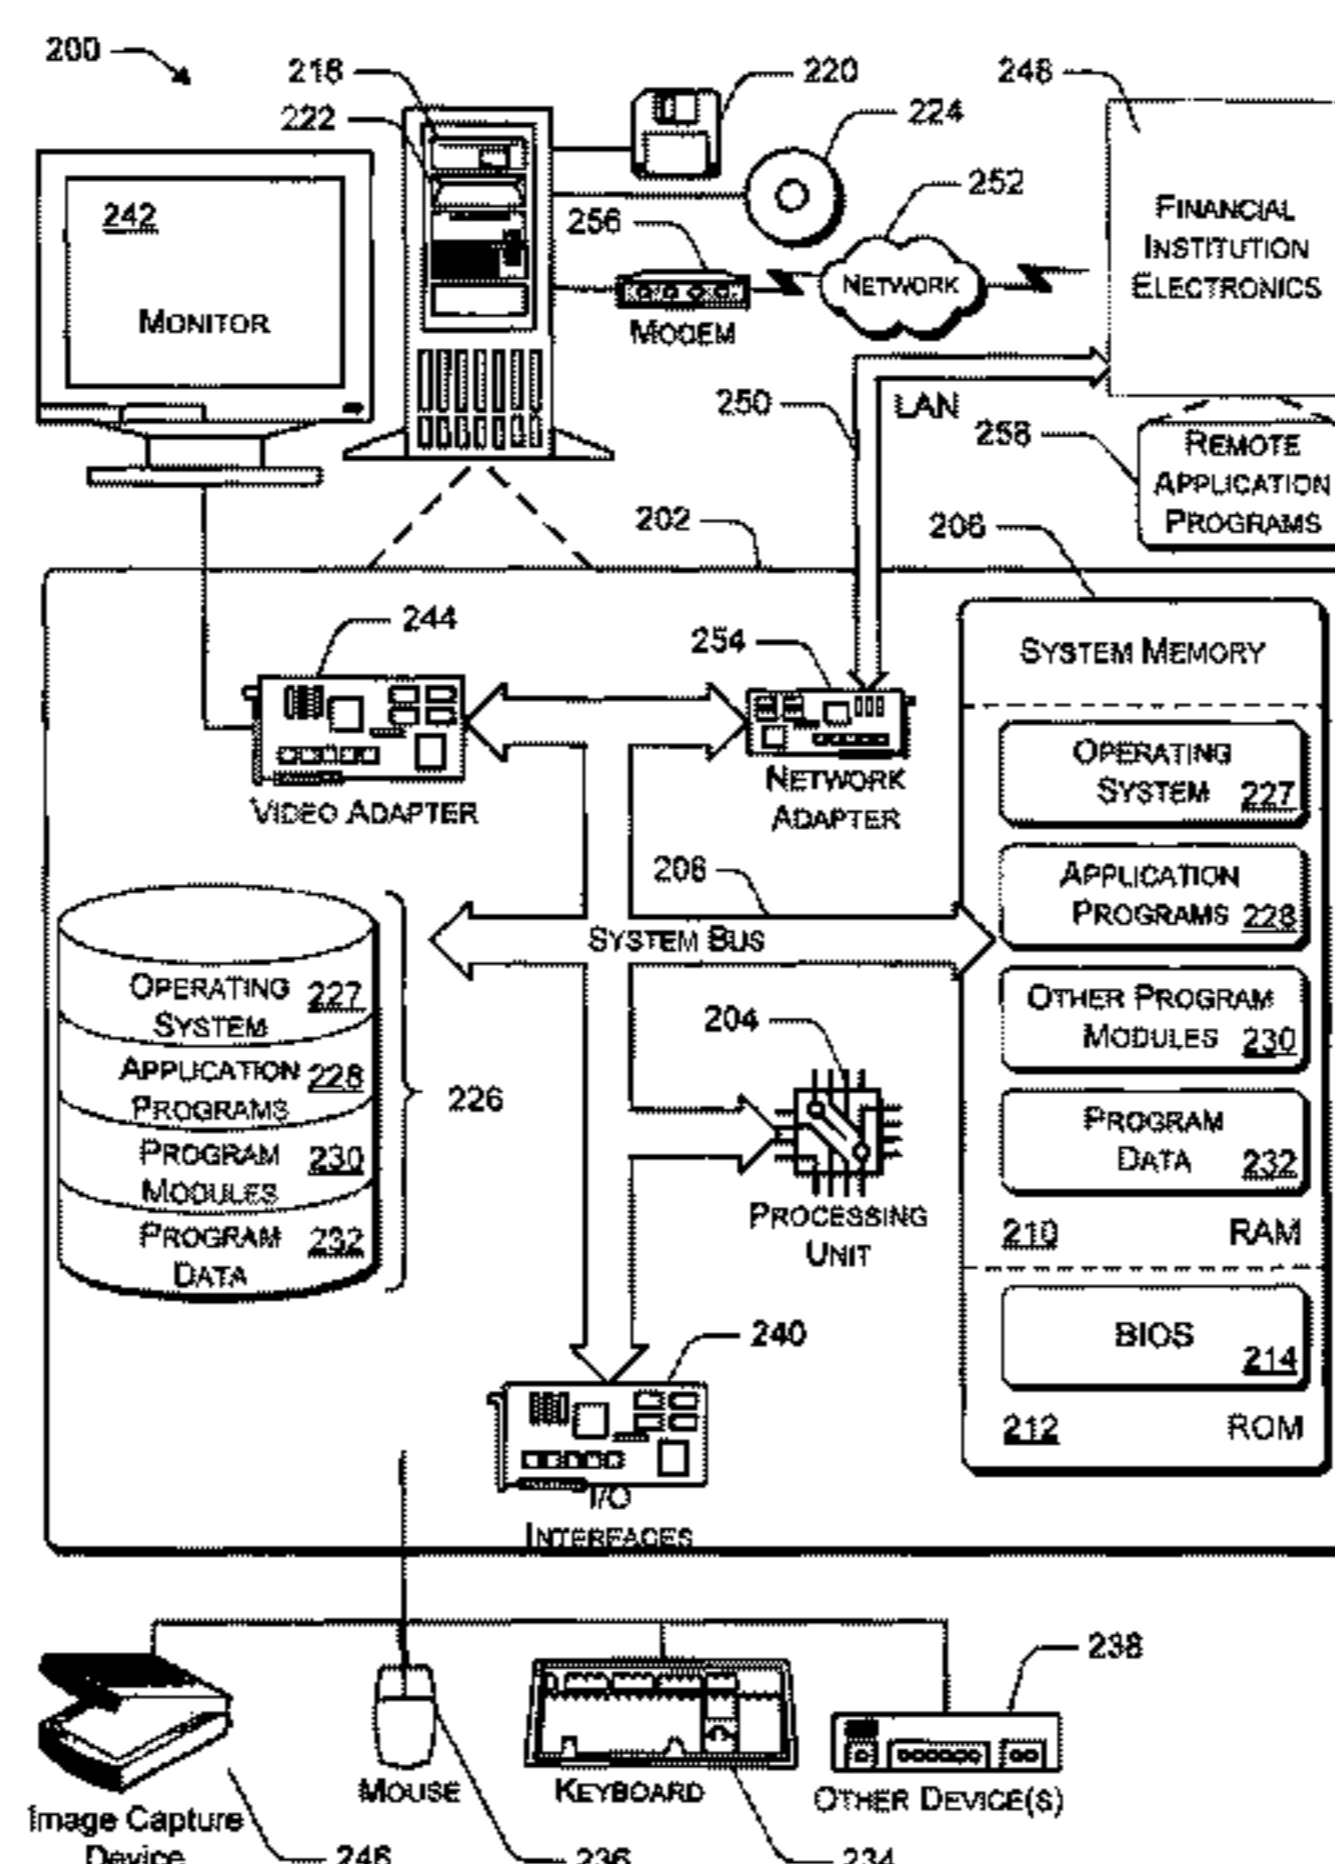 200
218
222
220
224
248
242
MONITOR
256
MODEM
252
NETWORK
FINANCIAL
INSTITUTION
ELECTRONICS
250
LAN
258
REMOTE
APPLICATION
PROGRAMS
202
206
244
VIDEO ADAPTER
254
NETWORK
ADAPTER
SYSTEM MEMORY
OPERATING
SYSTEM 227
APPLICATION
PROGRAMS 228
OTHER PROGRAM
MODULES 230
PROGRAM
DATA 232
210 RAM
BIOS
214
212 ROM
208
SYSTEM BUS
OPERATING 227
SYSTEM
APPLICATION 228
PROGRAMS
PROGRAM 230
MODULES
PROGRAM 232
DATA
226
204
PROCESSING
UNIT
240
I/O
INTERFACES
238
MOUSE
KEYBOARD
OTHER DEVICE(S)
Image Capture
Device
246
236
234